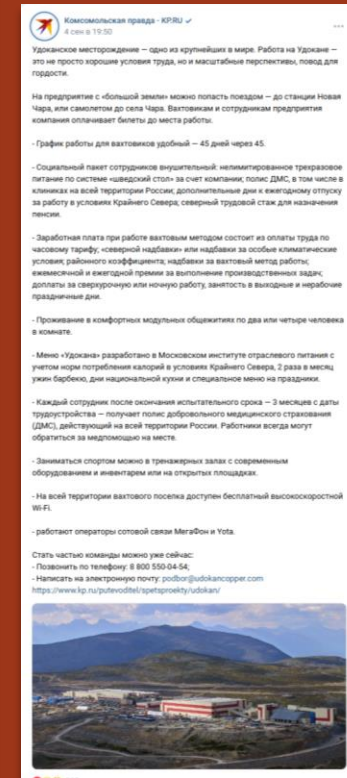 Комсомольская правда - KP.RU
4 сен в 19:50
Удоканское месторождение — одно из крупнейших в мире. Работа на Удокане —
это не просто хорошие условия труда, но и масштабные перспективы, повод для
гордости.
На предприятие с «большой земли» можно попасть поездом — до станции Новая
Чара, или самолетом до села Чара. Вахтовикам и сотрудникам предприятия
компания оплачивает билеты до места работы.
- График работы для вахтовиков удобный — 45 дней через 45.
- Социальный пакет сотрудников внушительный: нелимитированное трехразовое
питание по системе «шведский стол» за счет компании; полис ДМС, в том числе в
клиниках на всей территории России; дополнительные дни к ежегодному отпуску
за работу в условиях Крайнего Севера; северный трудовой стаж для назначения
пенсии.
- Заработная плата при работе вахтовым методом состоит из оплаты труда по
часовому тарифу; «северной надбавки» или надбавки за особые климатические
условия; районного коэффициента; надбавки за вахтовый метод работы;
ежемесячной и ежегодной премии за выполнение производственных задач;
доплаты за сверхурочную или ночную работу, занятость в выходные и нерабочие
праздничные дни.
- Проживание в комфортных модульных общежитиях по два или четыре человека
в комнате.
- Меню «Удокана» разработано в Московском институте отраслевого питания с
учетом норм потребления калорий в условиях Крайнего Севера, 2 раза в месяц
ужин барбекю, дни национальной кухни и специальное меню на праздники.
- Каждый сотрудник после окончания испытательного срока — 3 месяцев с даты
трудоустройства — получает полис добровольного медицинского страхования
(ДМС), действующий на всей территории России. Работники всегда могут
обратиться за медпомощью на месте.
- Заниматься спортом можно в тренажерных залах с современным
оборудованием и инвентарем или на открытых площадках.
- На всей территории вахтового поселка доступен бесплатный высокоскоростной
Wi-Fi.
- работают операторы сотовой связи МегаФон и Yota.
Стать частью команды можно уже сейчас:
- Позвонить по телефону: 8 800 550-04-54;
- Написать на электронную почту: podbor@udokancopper.com
https://www.kp.ru/putevoditel/spetsproekty/udokan/